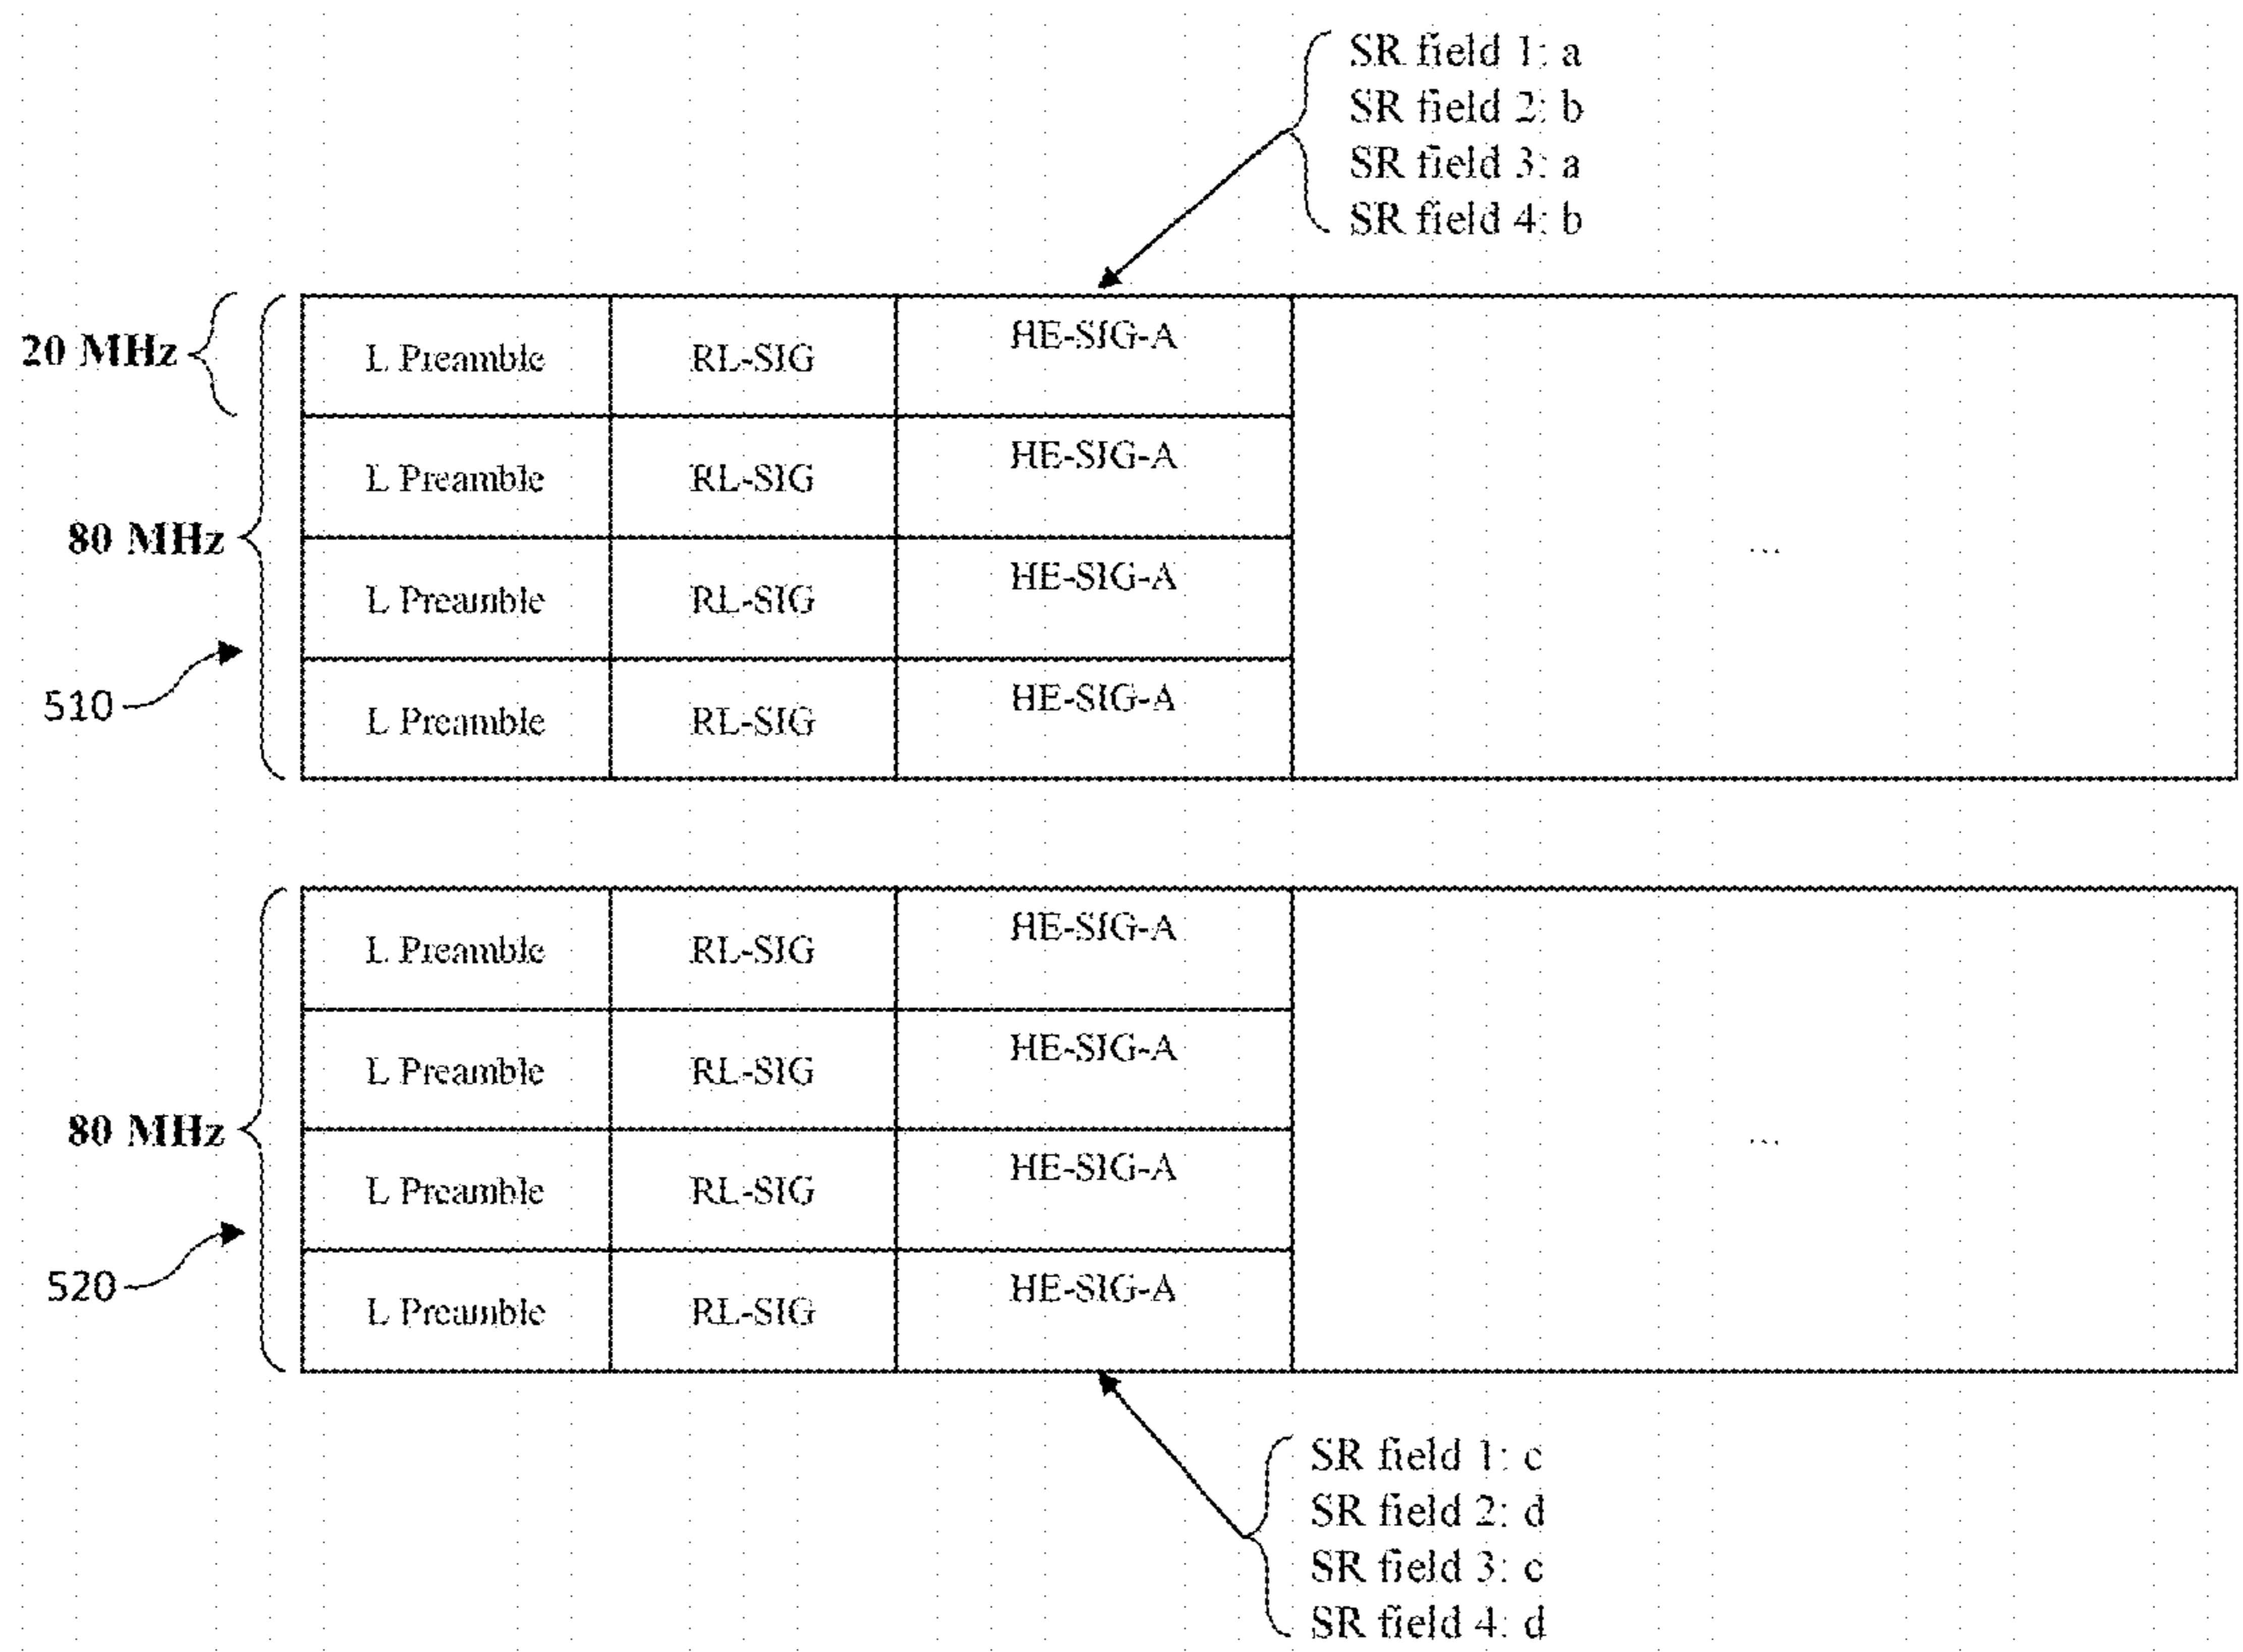 SR field 1: a
SR field 2: b
SR field 3: a
SR field 4: b
20 MHz
L Preamble RL-SIG HE-SIG-A
L Preamble RL-SIG HE-SIG-A
80 MHz
L Preamble RL-SIG HE-SIG-A
...
510
L Preamble RL-SIG HE-SIG-A
L Preamble RL-SIG HE-SIG-A
L Preamble RL-SIG HE-SIG-A
80 MHz
L Preamble RL-SIG HE-SIG-A
...
520
L Preamble RL-SIG HE-SIG-A
SR field 1: c
SR field 2: d
SR field 3: c
SR field 4: d